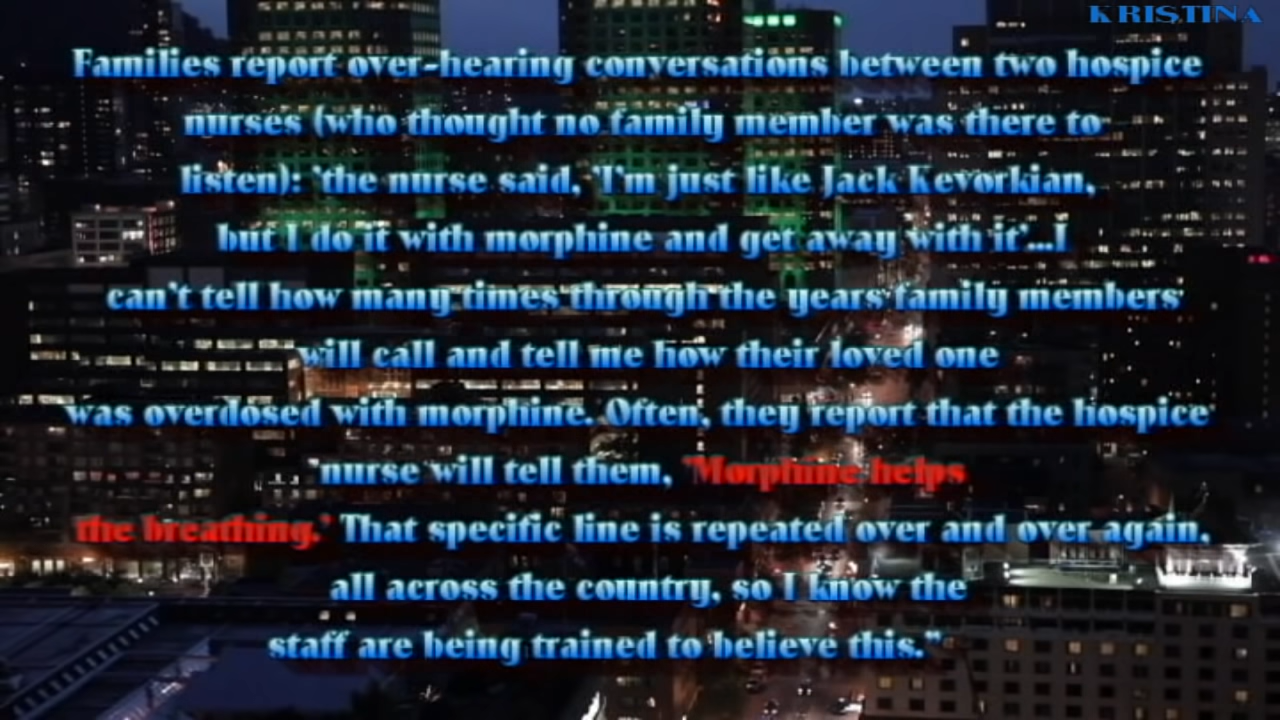 KRISTINA
Families report over-hearing conversations between two hospice
nurses (who thought no family member was there to
listen): 'the nurse said, 'I'm just like Jack Kevorkian,
but I do it with morphine and get away with it'...I
can't tell how many times through the years family members
will call and tell me how their loved one
was overdosed with morphine. Often, they report that the hospice
nurse will tell them, 'Morphine helps
the breathing.' That specific line is repeated over and over again,
all across the country, so I know the
staff are being trained to believe this."